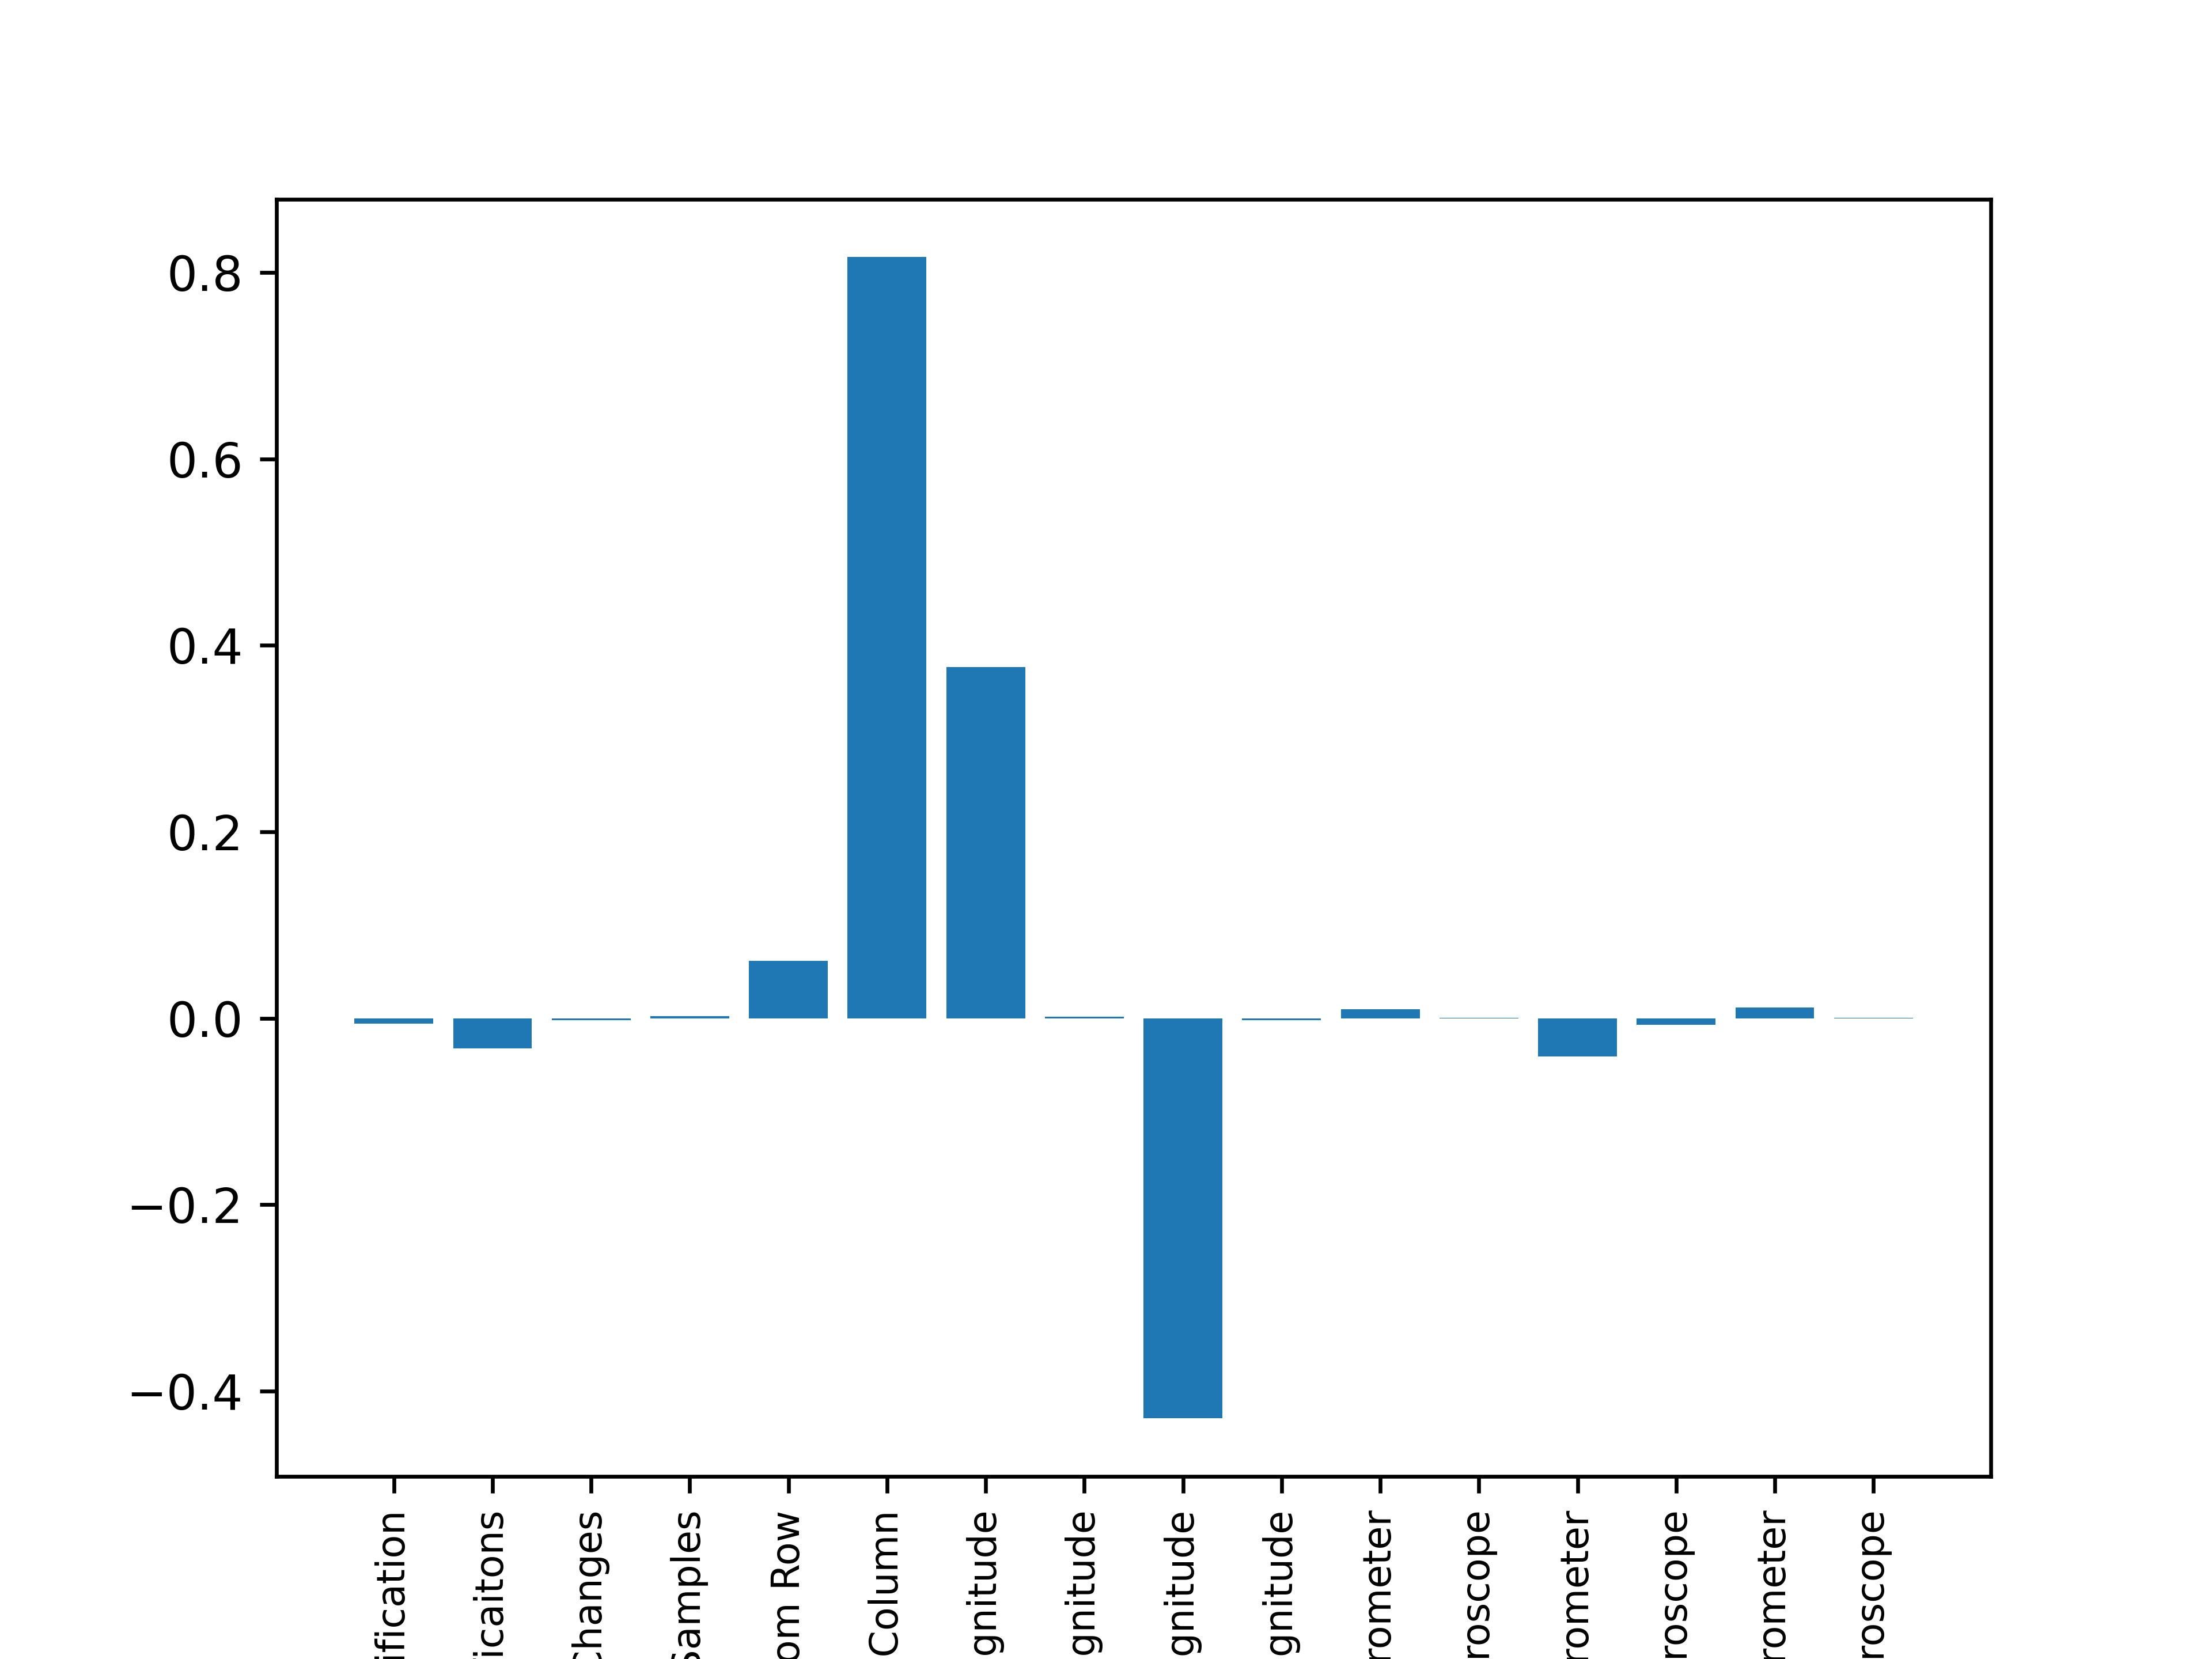 0.8
0.6
0.4
0.2
0.0
−0.2
−0.4
ification
icaitons
hanges
Samples
om Row
Column
gnitude
gnitude
gnitude
gnitude
rometer
roscope
rometer
roscope
rometer
roscope